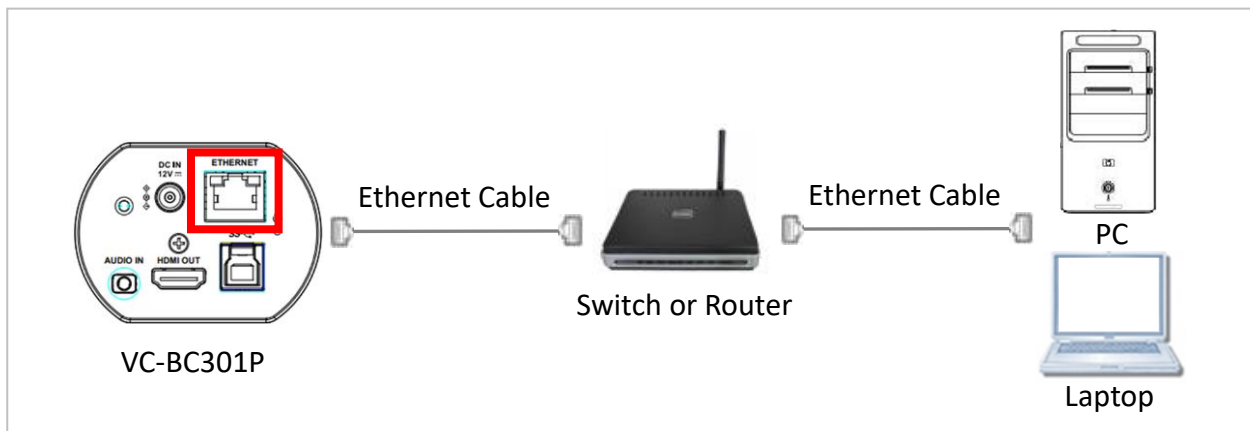 DC IN
12V
ETHERNET
SS
AUDIO IN
HDMI OUT
VC-BC301P
Ethernet Cable
Switch or Router
Ethernet Cable
PC
Laptop